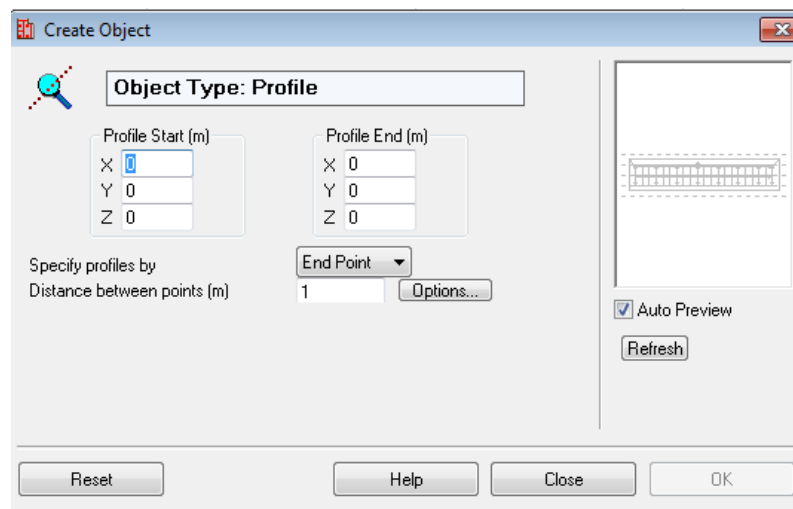 Create Object
Object Type: Profile
Profile Start (m)
X 0
Y 0
Z 0
Profile End (m)
X 0
Y 0
Z 0
Specify profiles by End Point
Distance between points (m) 1 Options...
Auto Preview
Refresh
Reset Help Close OK